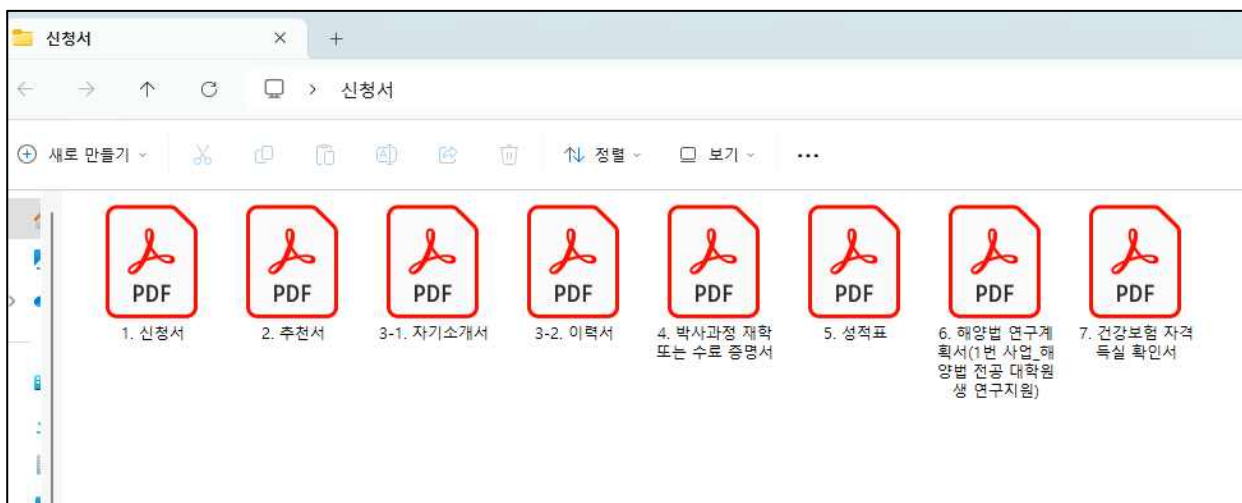 신청서
신청서
새로 만들기
정렬
보기
PDF
PDF
PDF
PDF
PDF
PDF
PDF
PDF
1. 신청서
2. 추천서
3-1. 자기소개서
3-2. 이력서
4. 박사과정 재학
또는 수료 증명서
5. 성적표
6. 해양법 연구계
획서(1번 사업_해
양법 전공 대학원
생 연구지원)
7. 건강보험 자격
득실 확인서